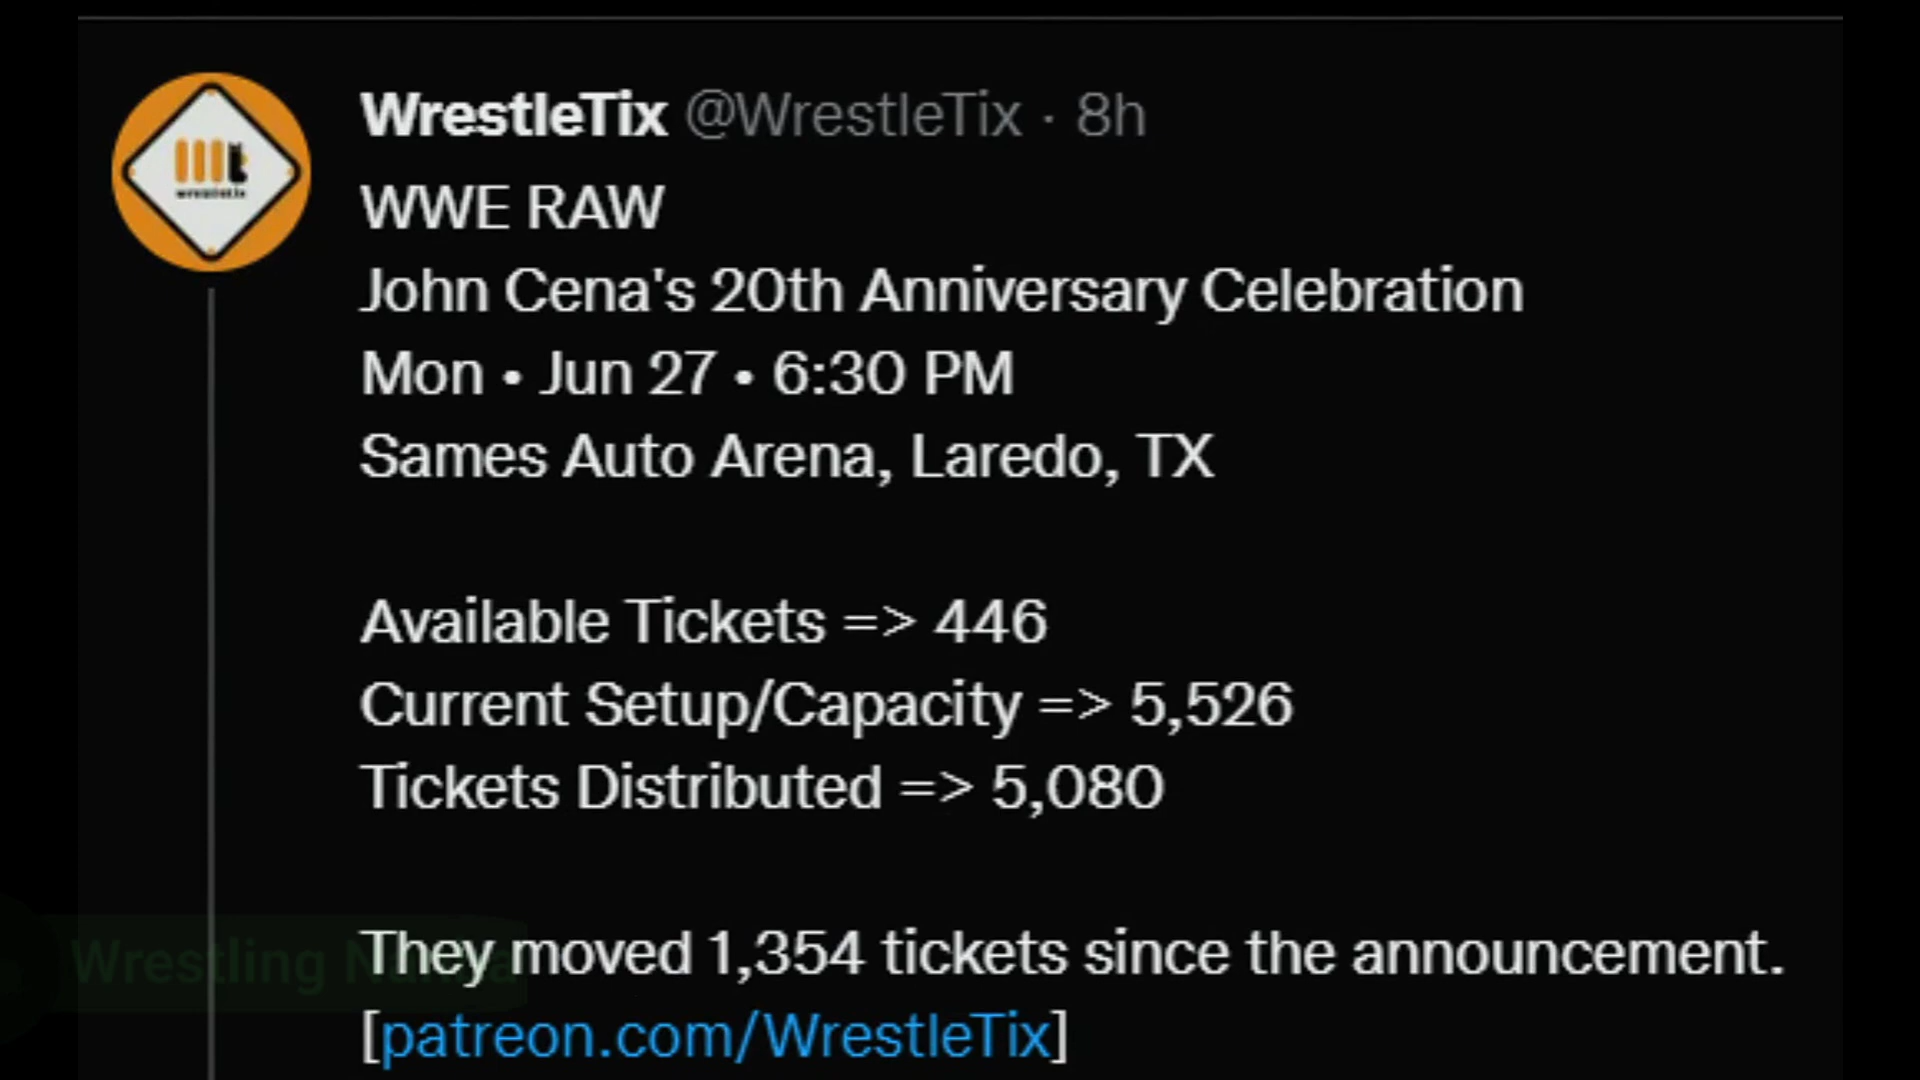 WrestleTix @WrestleTix · 8h
WWE RAW
John Cena's 20th Anniversary Celebration
Mon • Jun 27 • 6:30 PM
Sames Auto Arena, Laredo, TX
Available Tickets => 446
Current Setup/Capacity => 5,526
Tickets Distributed => 5,080
They moved 1,354 tickets since the announcement.
[patreon.com/WrestleTix]
wrestletix
Wrestling